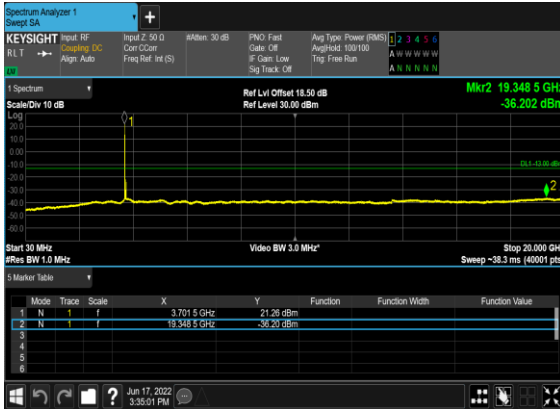 Spectrum Analyzer 1
Swept SA
KEYSIGHT
RLT
Input: RF
Coupling: DC
Align: Auto
Input Z: 50 Ω
Corr CCorr
Freq Ref: Int (S)
#Atten: 30 dB
PNO: Fast
Gate: Off
IF Gain: Low
Sig Track: Off
Avg Type: Power (RMS)
Avg|Hold: 100/100
Trig: Free Run
1 2 3 4 5 6
A W W W W W
A N N N N N
1 Spectrum
Scale/Div 10 dB
Ref Lvl Offset 18.50 dB
Ref Level 30.00 dBm
Mkr2 19.348 5 GHz
-36.202 dBm
Log
20.0
10.0
0.00
-10.0
-20.0
-30.0
-40.0
-50.0
-60.0
1
DL1 -13.00 dBm
2
Start 30 MHz
#Res BW 1.0 MHz
Video BW 3.0 MHz*
Stop 20.000 GH
Sweep ~38.3 ms (40001 pts
5 Marker Table
Mode Trace Scale X Y Function Function Width Function Value
1 N 1 f 3.701 5 GHz 21.26 dBm
2 N 1 f 19.348 5 GHz -36.20 dBm
3
4
5
6
?
Jun 17, 2022
3:35:01 PM